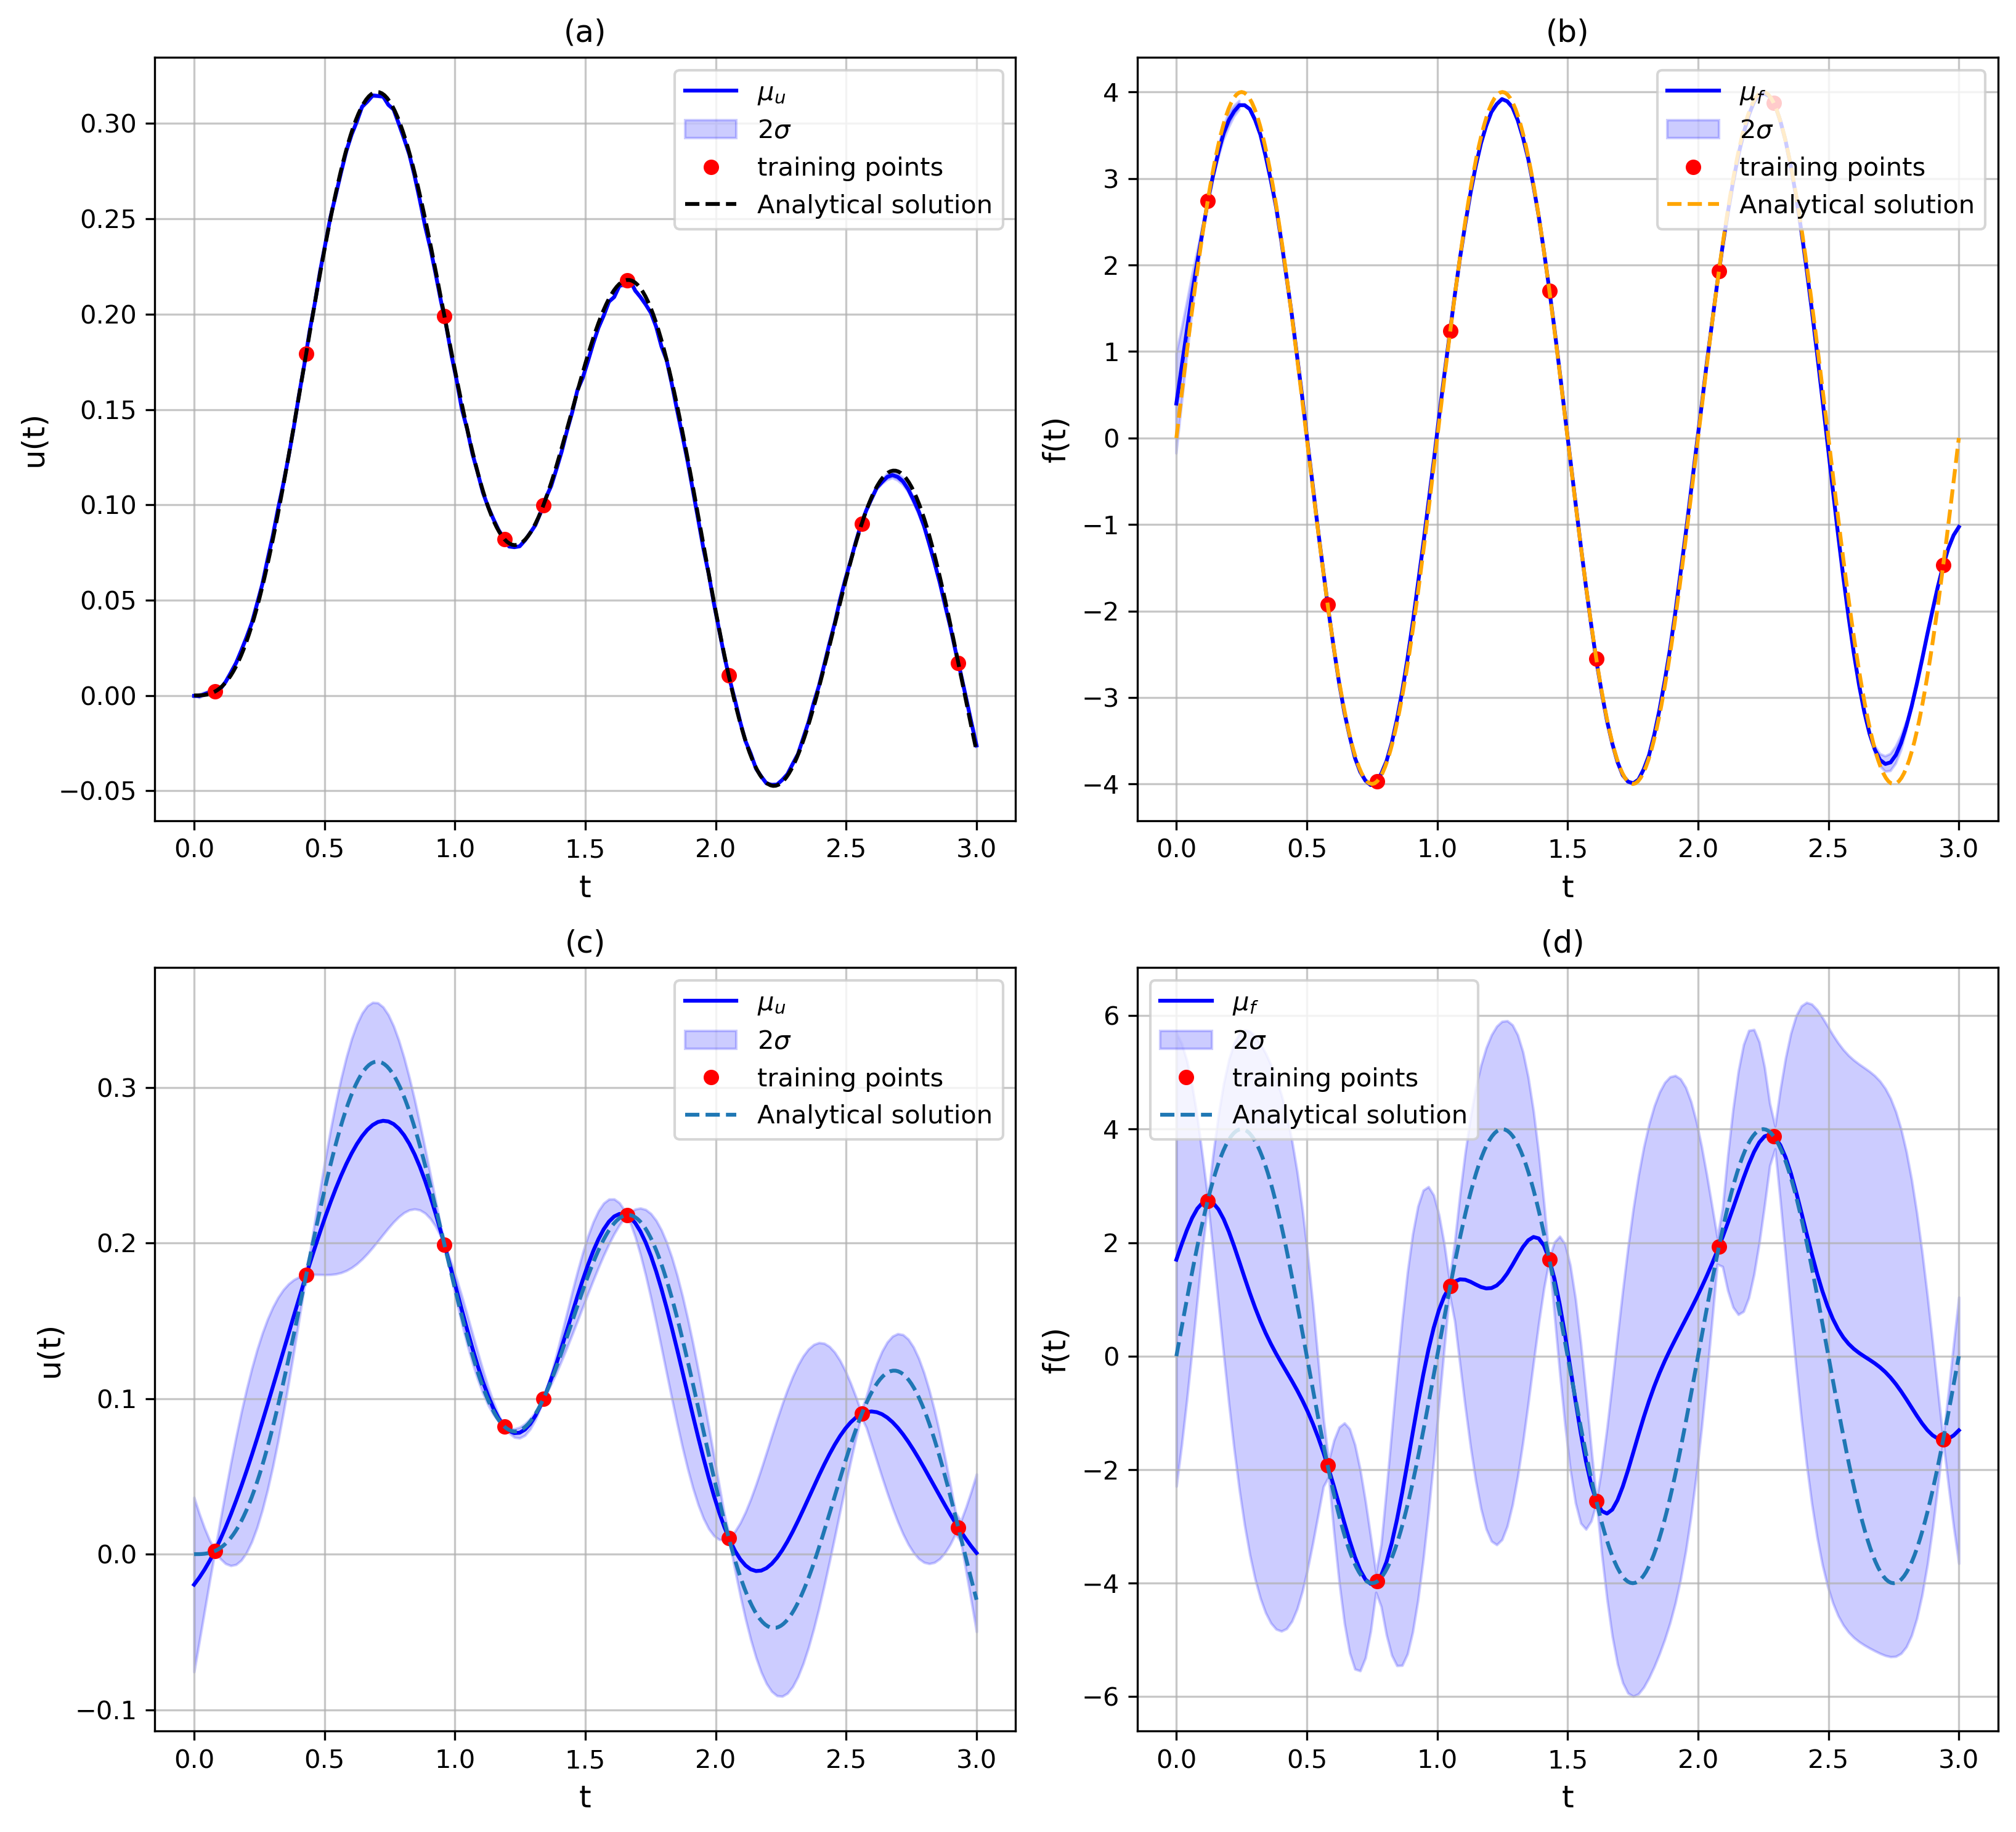 (a)
u(t)
0.30
0.25
0.20
0.15
0.10
0.05
0.00
−0.05
μu
2σ
training points
Analytical solution
0.0 0.5 1.0 1.5 2.0 2.5 3.0
t
(b)
f(t)
4
3
2
1
0
−1
−2
−3
−4
μf
2σ
training points
Analytical solution
0.0 0.5 1.0 1.5 2.0 2.5 3.0
t
(c)
u(t)
0.3
0.2
0.1
0.0
−0.1
μu
2σ
training points
Analytical solution
0.0 0.5 1.0 1.5 2.0 2.5 3.0
t
(d)
f(t)
6
4
2
0
−2
−4
−6
μf
2σ
training points
Analytical solution
0.0 0.5 1.0 1.5 2.0 2.5 3.0
t